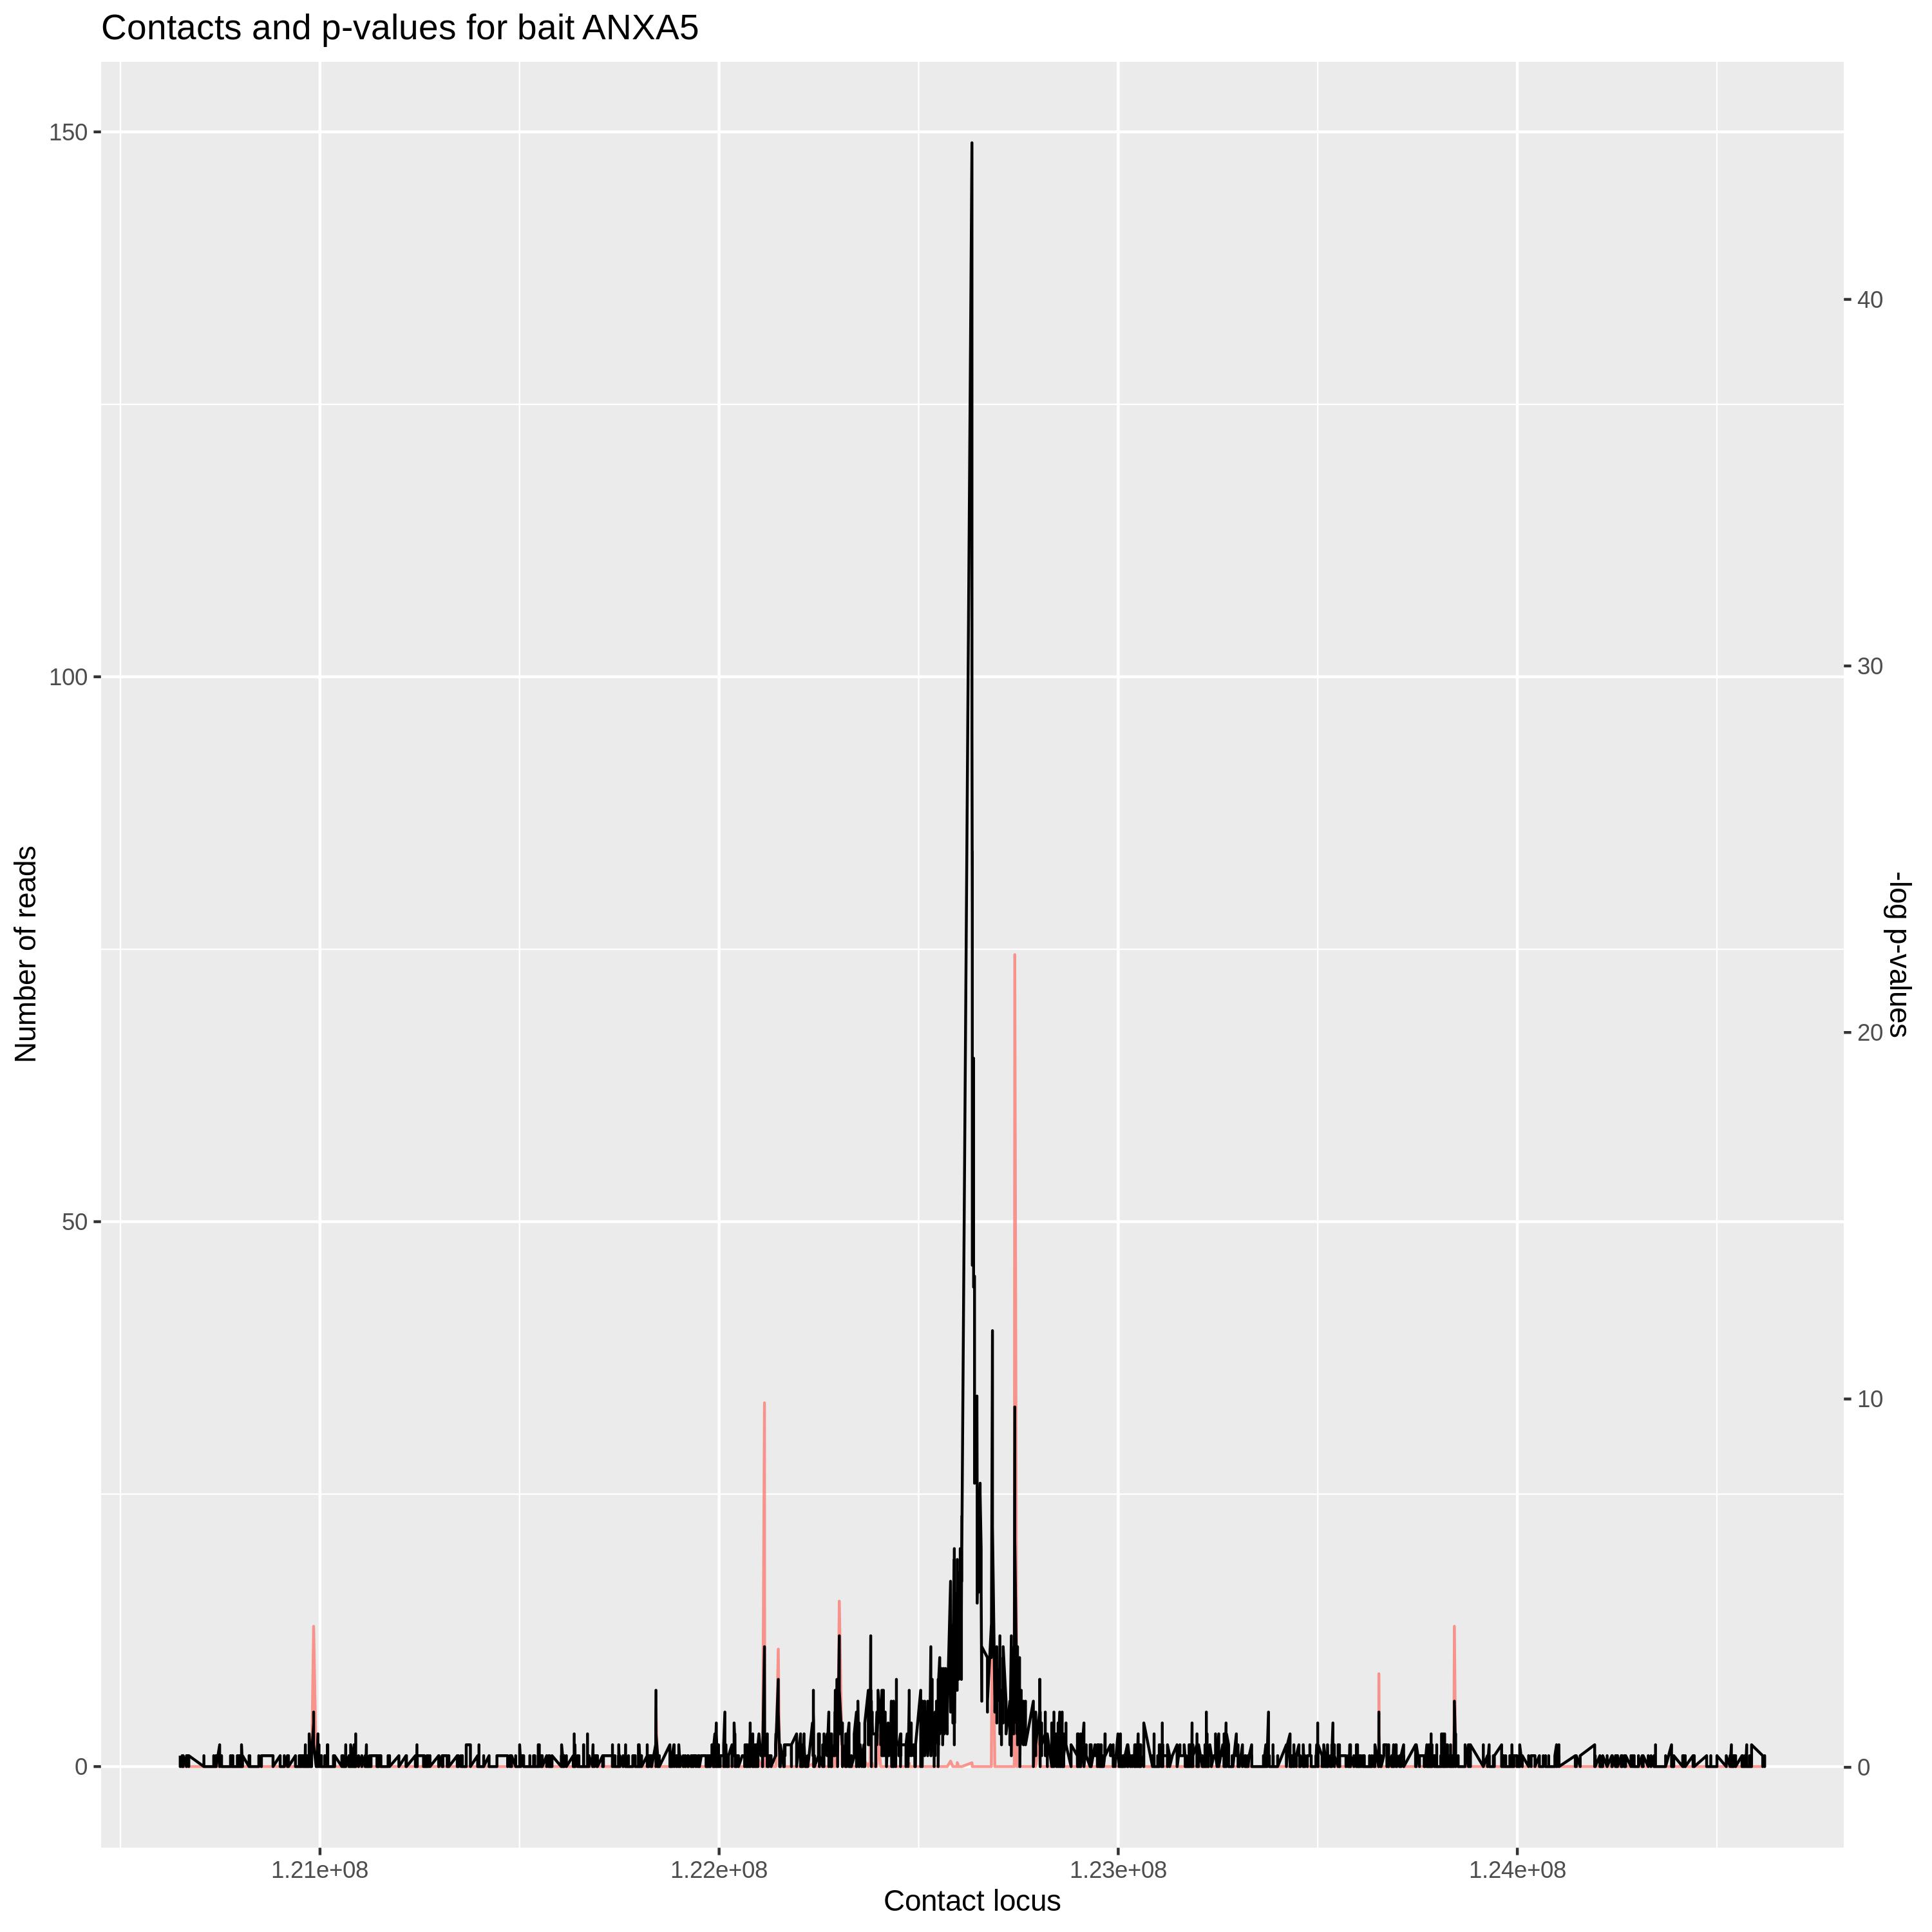 Contacts and p-values for bait ANXA5
150
100
50
0
Number of reads
40
30
20
10
0
-log p-values
1.21e+08
1.22e+08
1.23e+08
1.24e+08
Contact locus